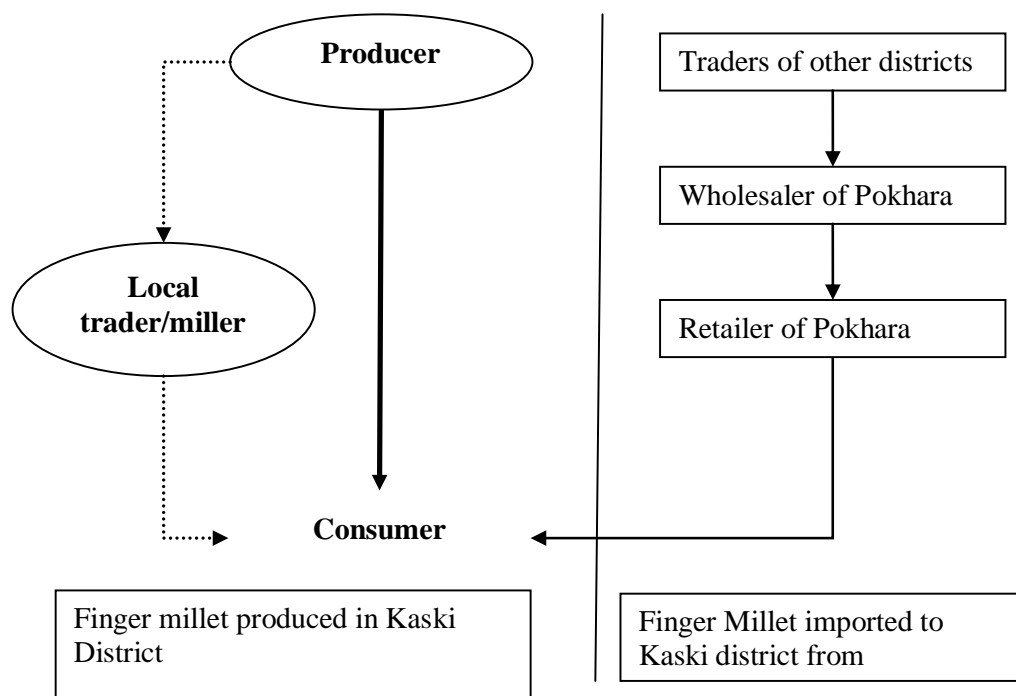 Producer
Local
trader/miller
Consumer
Finger millet produced in Kaski
District
Traders of other districts
Wholesaler of Pokhara
Retailer of Pokhara
Finger Millet imported to
Kaski district from